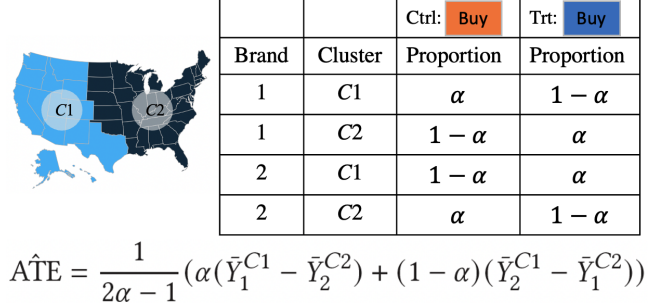 Ctrl: Buy Trt: Buy
Brand Cluster Proportion Proportion
1 C1 α 1 − α
1 C2 1 − α α
2 C1 1 − α α
2 C2 α 1 − α
C1 C2
AT̂E = 1/(2α − 1) (α(Ȳ₁^C1 − Ȳ₂^C2) + (1 − α)(Ȳ₂^C1 − Ȳ₁^C2))